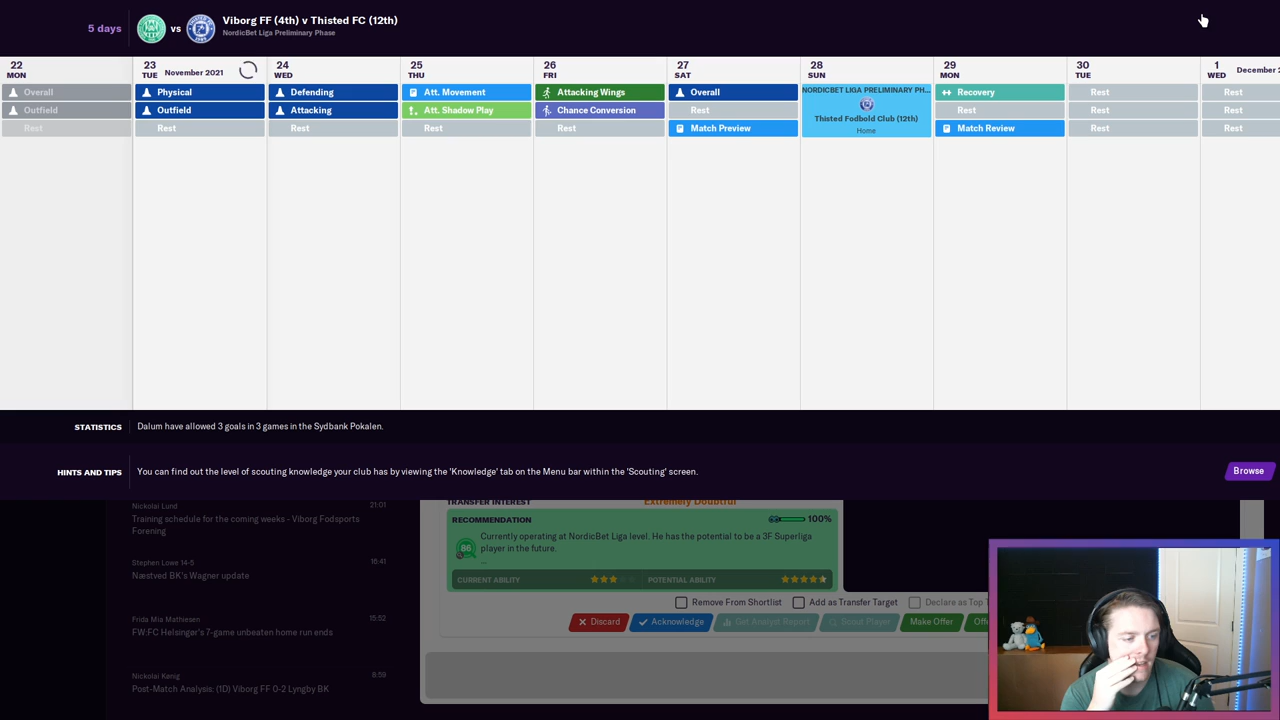 5 days
vs
Viborg FF (4th) v Thisted FC (12th)
NordicBet Liga Preliminary Phase
22 MON
23 TUE November 2021
24 WED
25 THU
26 FRI
27 SAT
28 SUN
29 MON
30 TUE
1 WED December
Overall
Physical
Defending
Att. Movement
Attacking Wings
Overall
NORDICBET LIGA PRELIMINARY PH...
Recovery
Rest
Rest
Outfield
Outfield
Attacking
Att. Shadow Play
Chance Conversion
Rest
Thisted Fodbold Club (12th)
Rest
Rest
Rest
Rest
Rest
Rest
Rest
Rest
Match Preview
Home
Match Review
Rest
Rest
STATISTICS
Dalum have allowed 3 goals in 3 games in the Sydbank Pokalen.
HINTS AND TIPS
You can find out the level of scouting knowledge your club has by viewing the 'Knowledge' tab on the Menu bar within the 'Scouting' screen.
Browse
Nickolai Lund
21:01
Training schedule for the coming weeks - Viborg Fodsports
Forening
Stephen Lowe 14-5
16:41
Næstved BK's Wagner update
Frida Mia Mathiesen
15:52
FW:FC Helsingør's 7-game unbeaten home run ends
Nickolai Kønig
8:59
Post-Match Analysis: (1D) Viborg FF 0-2 Lyngby BK
TRANSFER INTEREST
Extremely Doubtful
RECOMMENDATION
100%
86
Currently operating at NordicBet Liga level. He has the potential to be a 3F Superliga
player in the future.
...
CURRENT ABILITY
POTENTIAL ABILITY
Remove From Shortlist
Add as Transfer Target
Declare as Top T
Discard
Acknowledge
Get Analyst Report
Scout Player
Make Offer